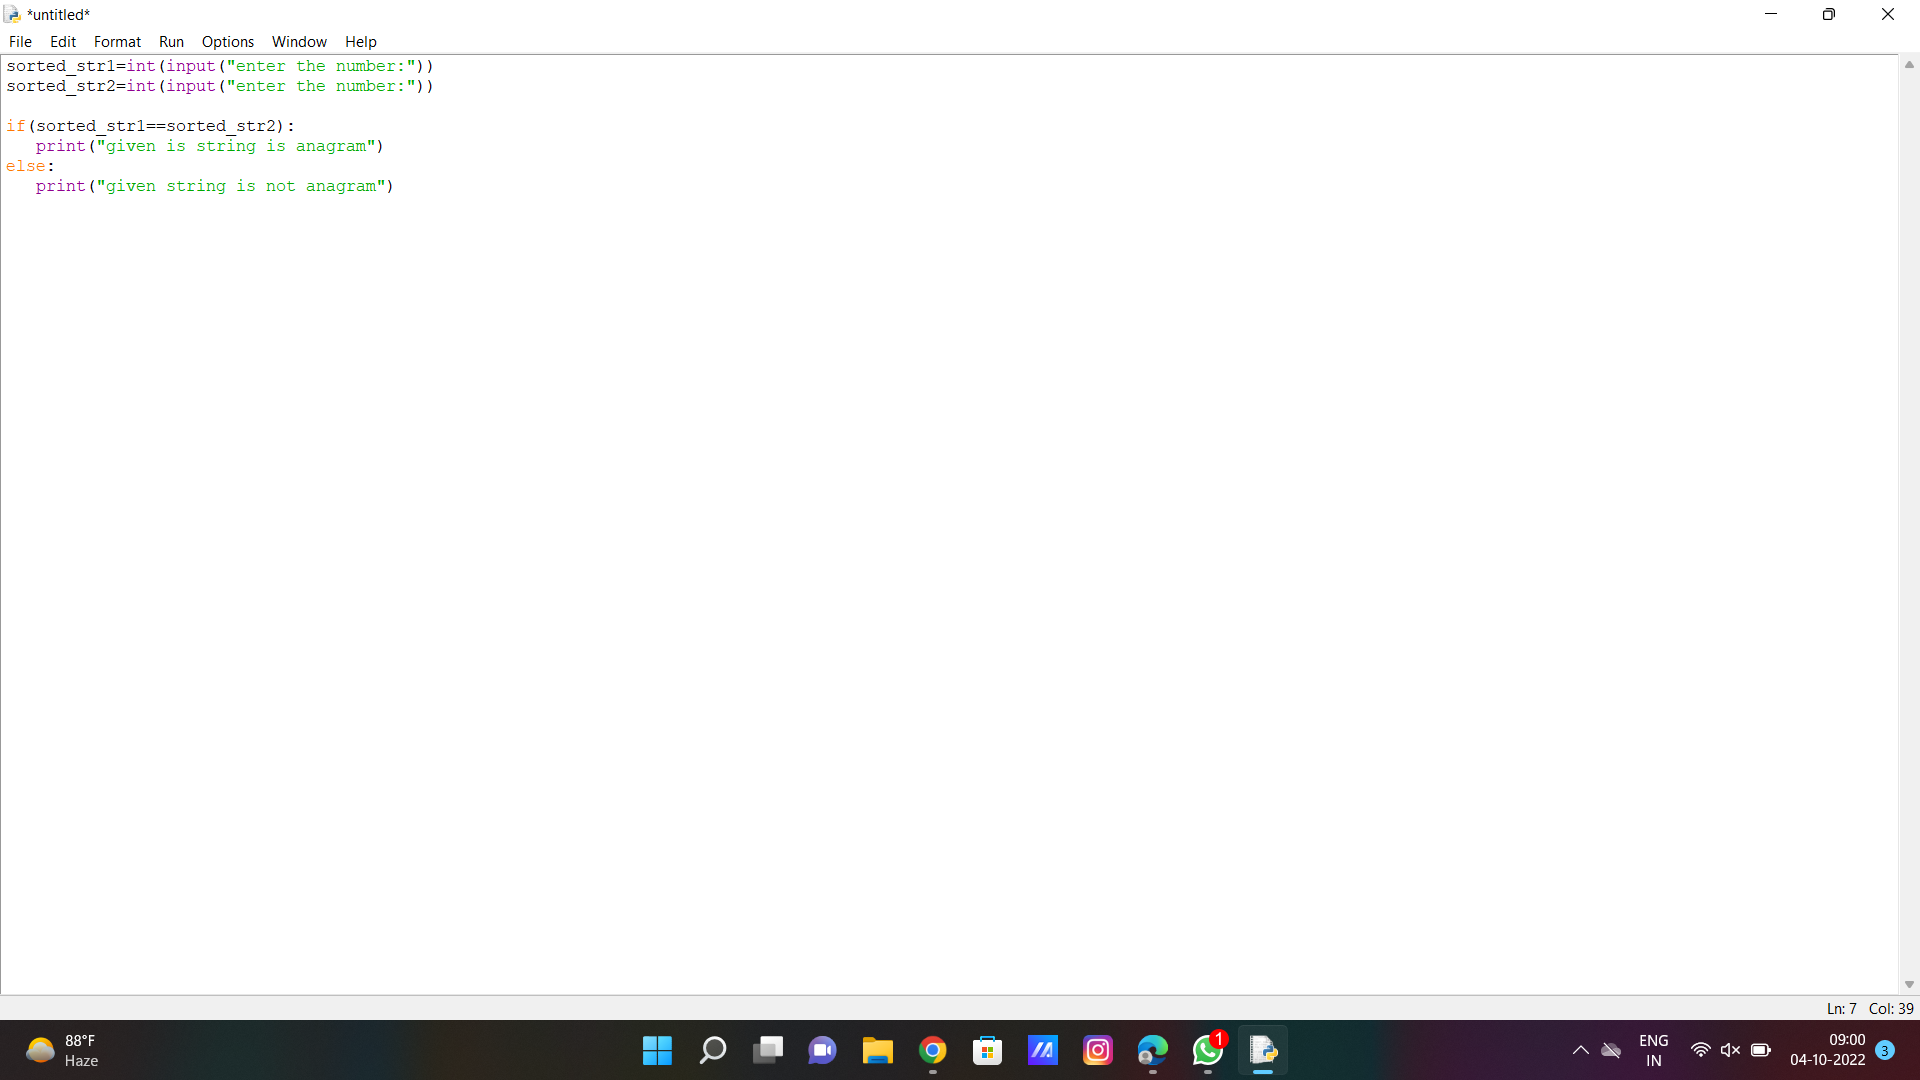 *untitled*
File Edit Format Run Options Window Help
sorted_str1=int(input("enter the number:"))
sorted_str2=int(input("enter the number:"))
if(sorted_str1==sorted_str2):
   print("given is string is anagram")
else:
   print("given string is not anagram")
Ln: 7 Col: 39
88°F
Haze
1
ENG
IN
09:00
04-10-2022
3